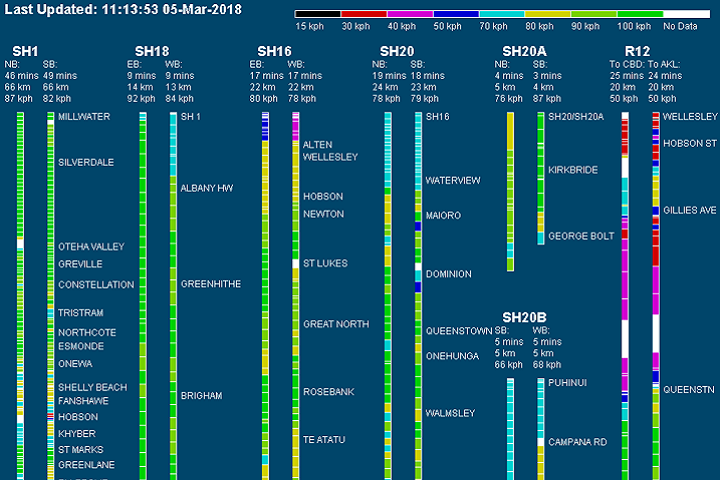 Last Updated: 11:13:53 05-Mar-2018
15 kph 30 kph 40 kph 50 kph 70 kph 80 kph 90 kph 100 kph No Data
SH1
NB: SB:
46 mins 49 mins
66 km 66 km
87 kph 82 kph
MILLWATER
SILVERDALE
OTEHA VALLEY
GREVILLE
CONSTELLATION
TRISTRAM
NORTHCOTE
ESMONDE
ONEWA
SHELLY BEACH
FANSHAWE
HOBSON
KHYBER
ST MARKS
GREENLANE
SH18
EB: WB:
9 mins 9 mins
14 km 13 km
92 kph 84 kph
SH 1
ALBANY HW
GREENHITHE
BRIGHAM
SH16
EB: WB:
17 mins 17 mins
22 km 22 km
80 kph 78 kph
ALTEN
WELLESLEY
HOBSON
NEWTON
ST LUKES
GREAT NORTH
ROSEBANK
TE ATATU
SH20
NB: SB:
19 mins 18 mins
24 km 23 km
78 kph 79 kph
SH16
WATERVIEW
MAIORO
DOMINION
QUEENSTOWN
ONEHUNGA
WALMSLEY
SH20A
NB: SB:
4 mins 3 mins
5 km 4 km
76 kph 87 kph
SH20/SH20A
KIRKBRIDE
GEORGE BOLT
SH20B
SB: WB:
5 mins 5 mins
5 km 5 km
66 kph 68 kph
PUHINUI
CAMPANA RD
R12
To CBD: To AKL:
25 mins 24 mins
20 km 20 km
50 kph 50 kph
WELLESLEY
HOBSON ST
GILLIES AVE
QUEENSTN